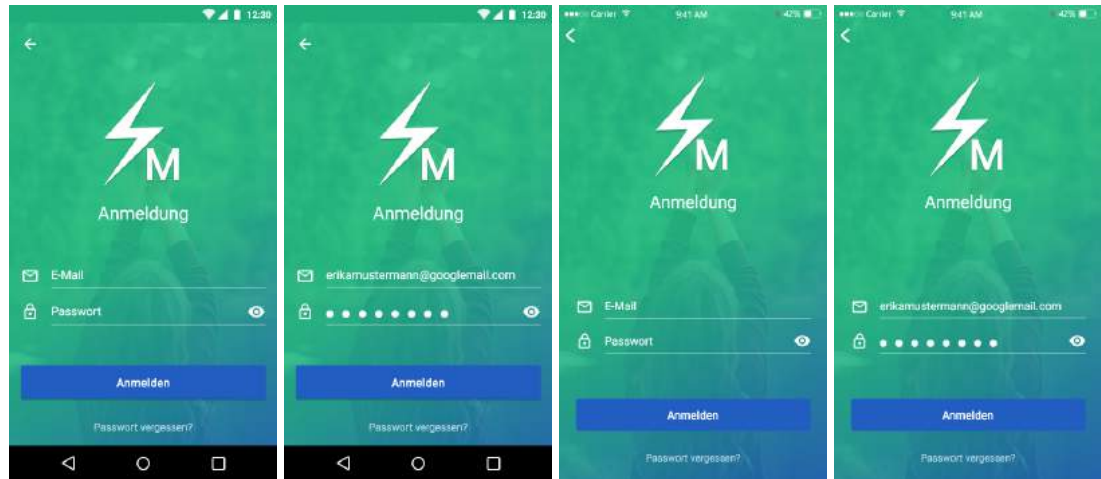 12:30
M
Anmeldung
E-Mail
Passwort
Anmelden
Passwort vergessen?
12:30
M
Anmeldung
erikamustermann@googlemail.com
Anmelden
Passwort vergessen?
Carrier 9:41 AM 42%
M
Anmeldung
E-Mail
Passwort
Anmelden
Passwort vergessen?
Carrier 9:41 AM 42%
M
Anmeldung
erikamustermann@googlemail.com
Anmelden
Passwort vergessen?